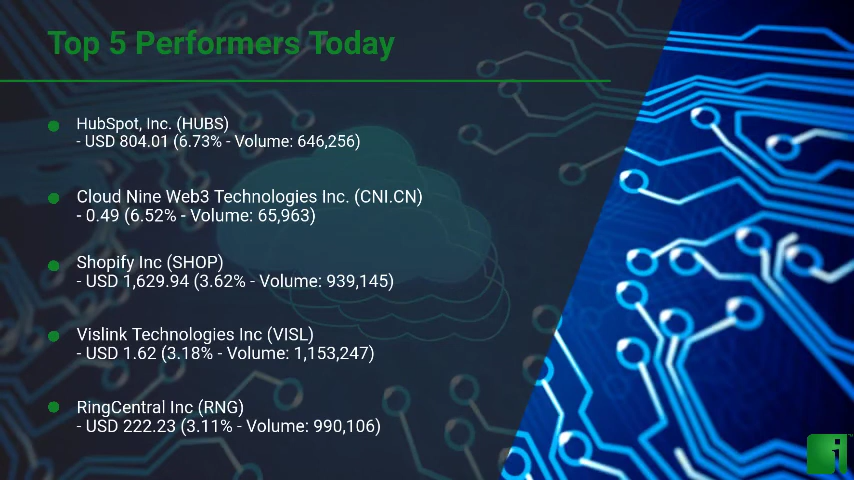 Top 5 Performers Today
HubSpot, Inc. (HUBS)
- USD 804.01 (6.73% - Volume: 646,256)
Cloud Nine Web3 Technologies Inc. (CNI.CN)
- 0.49 (6.52% - Volume: 65,963)
Shopify Inc (SHOP)
- USD 1,629.94 (3.62% - Volume: 939,145)
Vislink Technologies Inc (VISL)
- USD 1.62 (3.18% - Volume: 1,153,247)
RingCentral Inc (RNG)
- USD 222.23 (3.11% - Volume: 990,106)
i